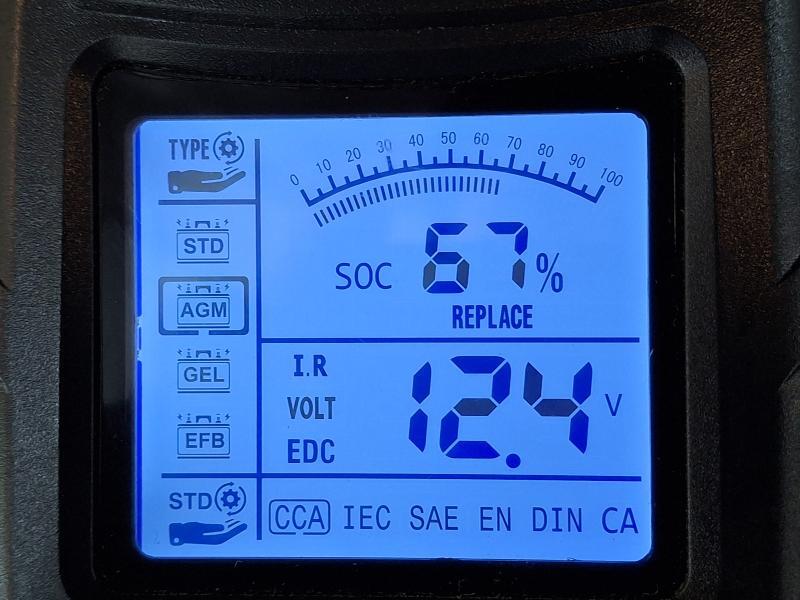 TYPE
0 10 20 30 40 50 60 70 80 90 100
STD
SOC 67%
AGM
REPLACE
GEL
I.R
VOLT 12.4 V
EFB
EDC
STD
CCA IEC SAE EN DIN CA